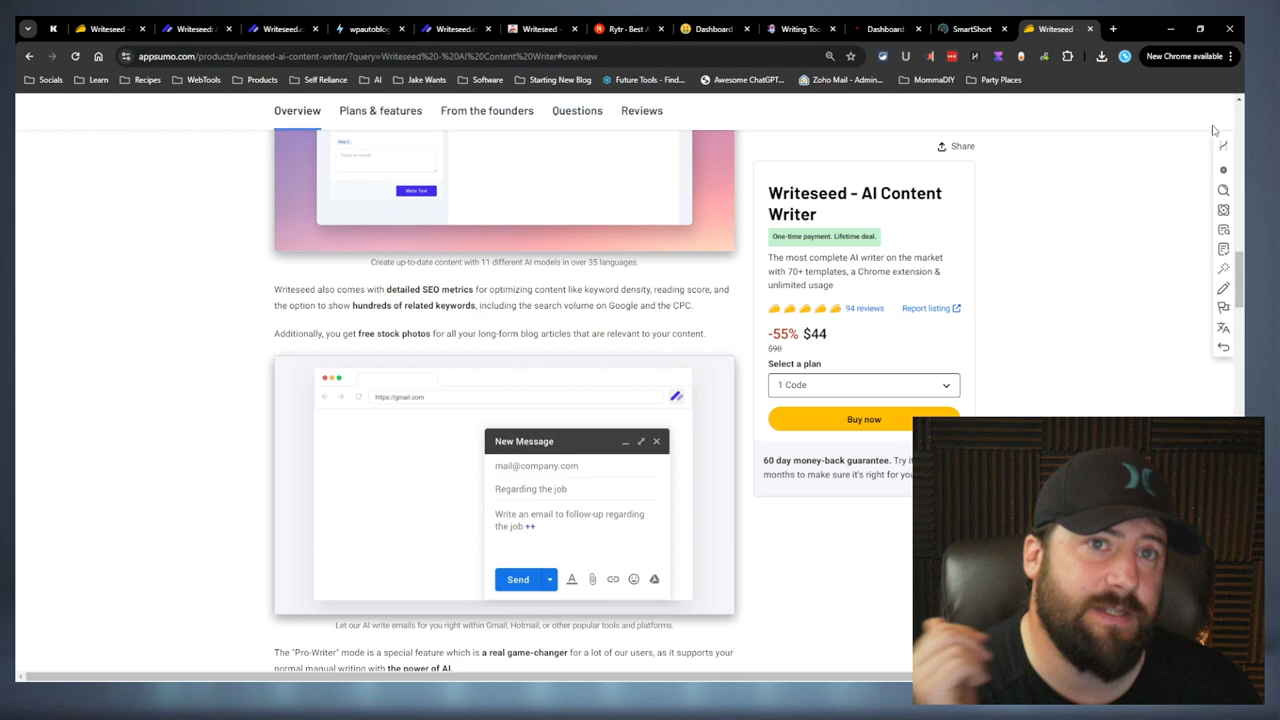 Writeseed -
Writeseed: A
Writeseed.c
wpautoblog
Writeseed.c
Writeseed -
Rytr - Best A
Dashboard
Writing Too
Dashboard
SmartShort
Writeseed -
appsumo.com/products/writeseed-ai-content-writer/?query=Writeseed%20-%20AI%20Content%20Writer#overview
New Chrome available
Socials
Learn
Recipes
WebTools
Products
Self Reliance
AI
Jake Wants
Software
Starting New Blog
Future Tools - Find...
Awesome ChatGPT...
Zoho Mail - Admin...
MommaDIY
Party Places
Overview
Plans & features
From the founders
Questions
Reviews
Share
Write Text
Create up-to-date content with 11 different AI models in over 35 languages.
Writeseed also comes with detailed SEO metrics for optimizing content like keyword density, reading score, and
the option to show hundreds of related keywords, including the search volume on Google and the CPC.
Additionally, you get free stock photos for all your long-form blog articles that are relevant to your content.
https://gmail.com
New Message
mail@company.com
Regarding the job
Write an email to follow-up regarding
the job ++
Send
Let our AI write emails for you right within Gmail, Hotmail, or other popular tools and platforms.
The "Pro-Writer" mode is a special feature which is a real game-changer for a lot of our users, as it supports your
normal manual writing with the power of AI.
Writeseed - AI Content
Writer
One-time payment. Lifetime deal.
The most complete AI writer on the market
with 70+ templates, a Chrome extension &
unlimited usage
94 reviews
Report listing
-55% $44
$98
Select a plan
1 Code
Buy now
60 day money-back guarantee. Try i
months to make sure it's right for you